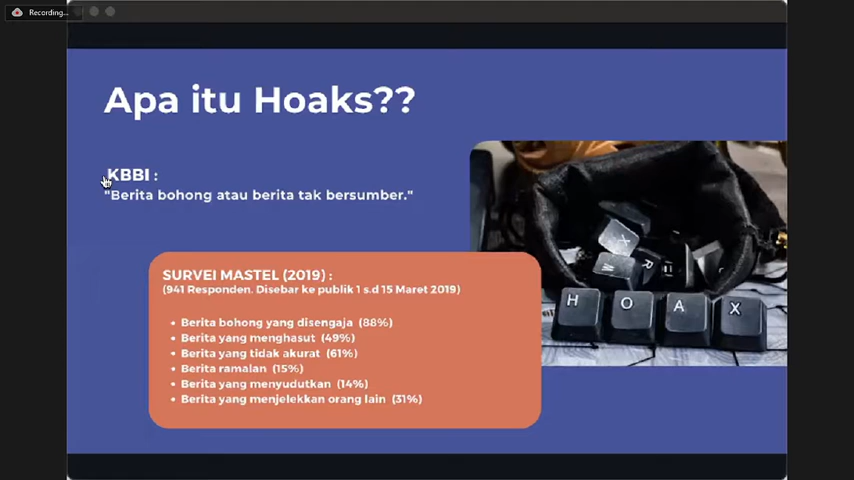 Recording...
Apa itu Hoaks??
KBBI :
"Berita bohong atau berita tak bersumber."
SURVEI MASTEL (2019) :
(941 Responden. Disebar ke publik 1 s.d 15 Maret 2019)
• Berita bohong yang disengaja (88%)
• Berita yang menghasut (49%)
• Berita yang tidak akurat (61%)
• Berita ramalan (15%)
• Berita yang menyudutkan (14%)
• Berita yang menjelekkan orang lain (31%)
X
W R
H O A X